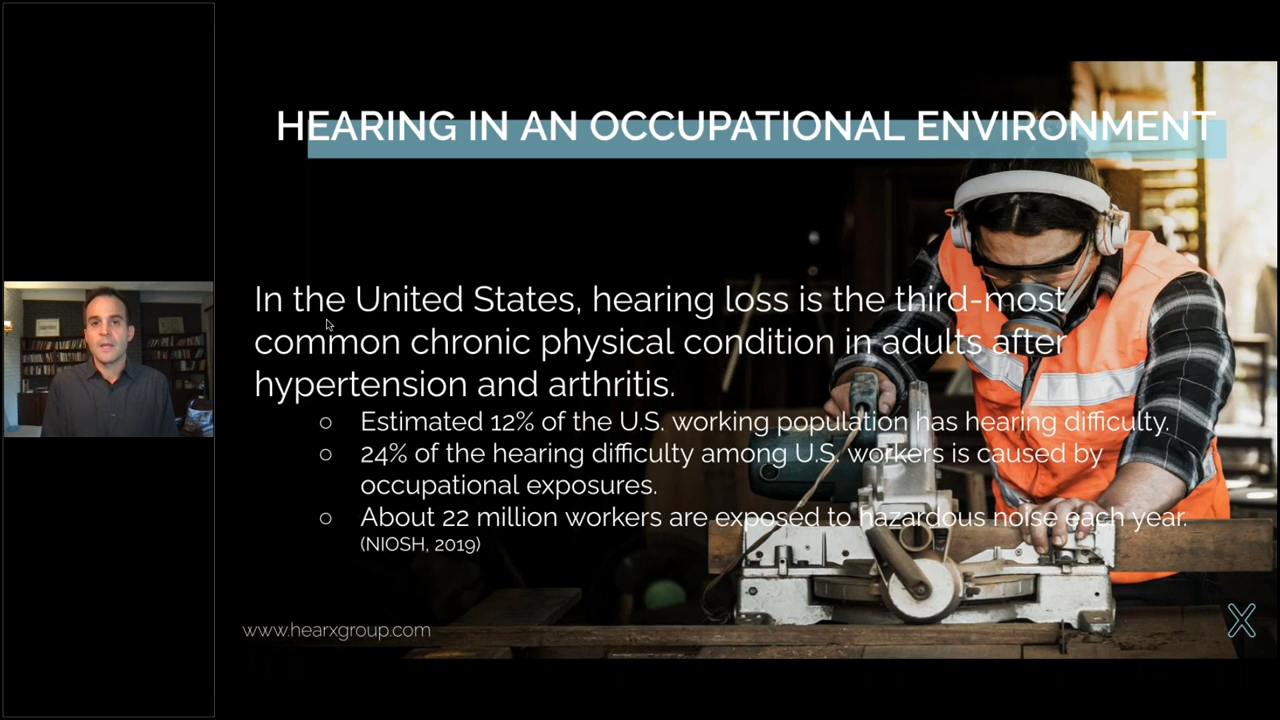 HEARING IN AN OCCUPATIONAL ENVIRONMENT
In the United States, hearing loss is the third-most
common chronic physical condition in adults after
hypertension and arthritis.
○ Estimated 12% of the U.S. working population has hearing difficulty.
○ 24% of the hearing difficulty among U.S. workers is caused by
occupational exposures.
○ About 22 million workers are exposed to hazardous noise each year.
(NIOSH, 2019)
www.hearxgroup.com